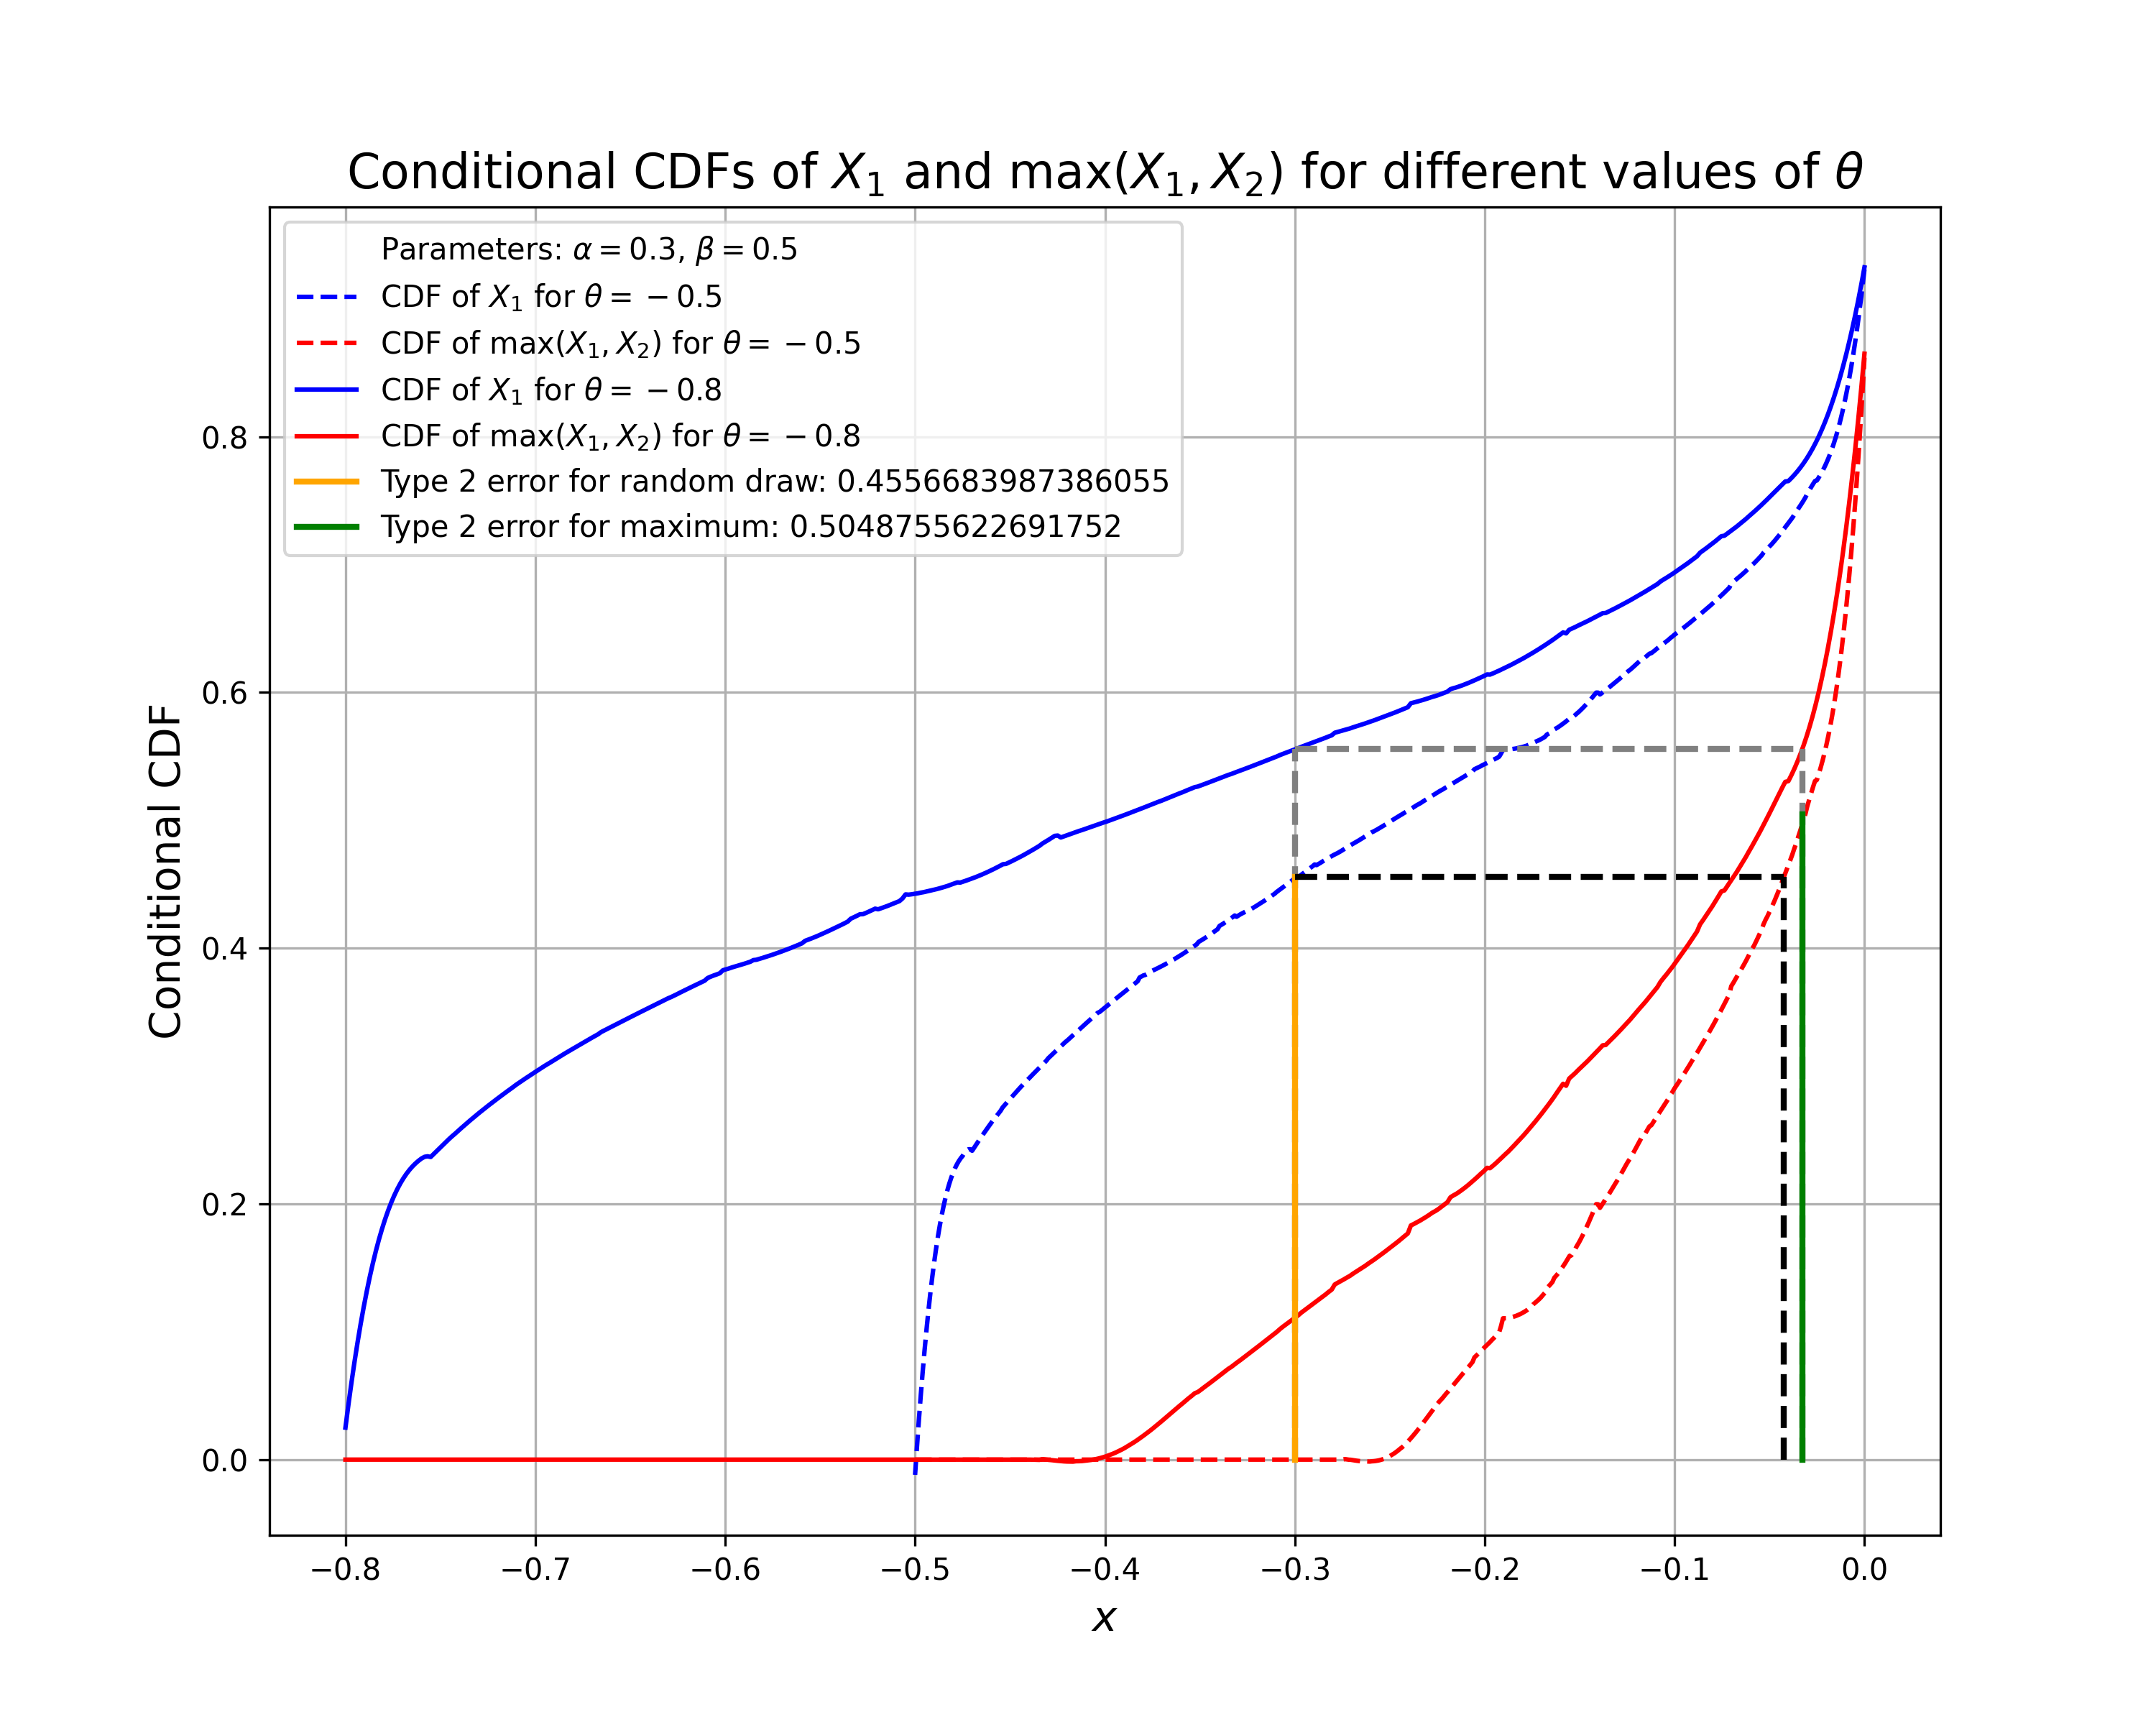 Conditional CDFs of X₁ and max(X₁, X₂) for different values of θ
Parameters: α = 0.3, β = 0.5
CDF of X₁ for θ = −0.5
CDF of max(X₁, X₂) for θ = −0.5
CDF of X₁ for θ = −0.8
CDF of max(X₁, X₂) for θ = −0.8
Type 2 error for random draw: 0.4556683987386055
Type 2 error for maximum: 0.5048755622691752
Conditional CDF
0.8
0.6
0.4
0.2
0.0
−0.8 −0.7 −0.6 −0.5 −0.4 −0.3 −0.2 −0.1 0.0
x